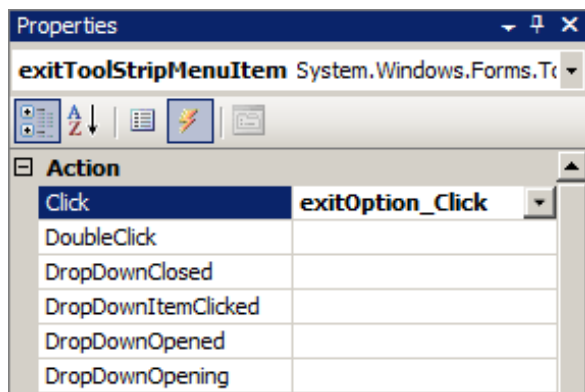 Properties
exitToolStripMenuItem System.Windows.Forms.To
A
Z
Action
Click exitOption_Click
DoubleClick
DropDownClosed
DropDownItemClicked
DropDownOpened
DropDownOpening